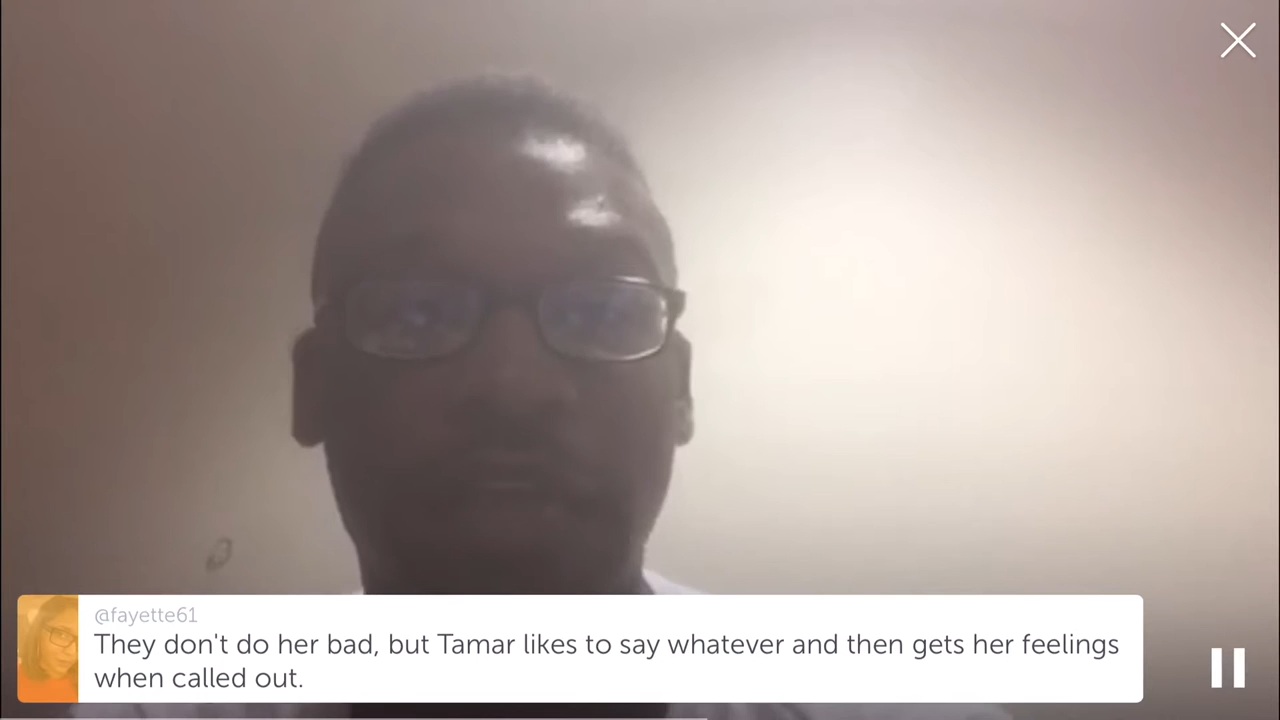 @fayette61
They don't do her bad, but Tamar likes to say whatever and then gets her feelings
when called out.